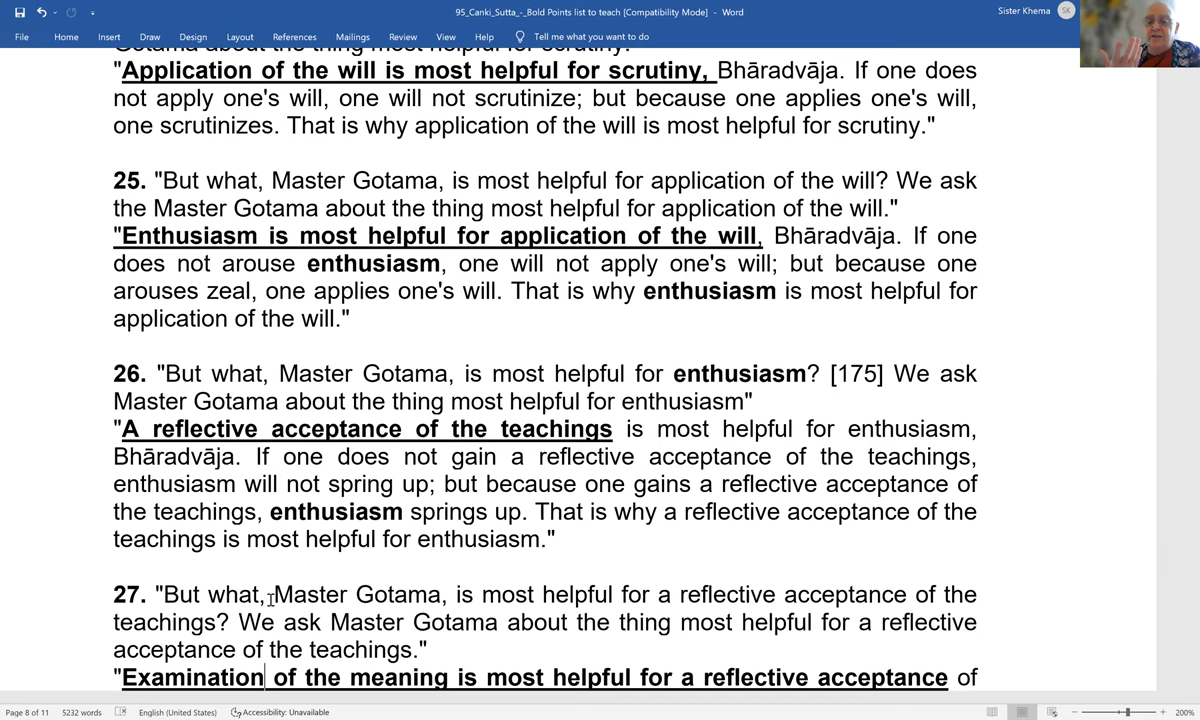 95_Canki_Sutta_-_Bold Points list to teach [Compatibility Mode] - Word
Sister Khema
SK
File Home Insert Draw Design Layout References Mailings Review View Help Tell me what you want to do
Gotama about the thing most helpful for scrutiny."
"Application of the will is most helpful for scrutiny, Bhāradvāja. If one does
not apply one's will, one will not scrutinize; but because one applies one's will,
one scrutinizes. That is why application of the will is most helpful for scrutiny."
25. "But what, Master Gotama, is most helpful for application of the will? We ask
the Master Gotama about the thing most helpful for application of the will."
"Enthusiasm is most helpful for application of the will, Bhāradvāja. If one
does not arouse enthusiasm, one will not apply one's will; but because one
arouses zeal, one applies one's will. That is why enthusiasm is most helpful for
application of the will."
26. "But what, Master Gotama, is most helpful for enthusiasm? [175] We ask
Master Gotama about the thing most helpful for enthusiasm"
"A reflective acceptance of the teachings is most helpful for enthusiasm,
Bhāradvāja. If one does not gain a reflective acceptance of the teachings,
enthusiasm will not spring up; but because one gains a reflective acceptance of
the teachings, enthusiasm springs up. That is why a reflective acceptance of the
teachings is most helpful for enthusiasm."
27. "But what, Master Gotama, is most helpful for a reflective acceptance of the
teachings? We ask Master Gotama about the thing most helpful for a reflective
acceptance of the teachings."
"Examination of the meaning is most helpful for a reflective acceptance of
Page 8 of 11 5232 words English (United States) Accessibility: Unavailable 200%